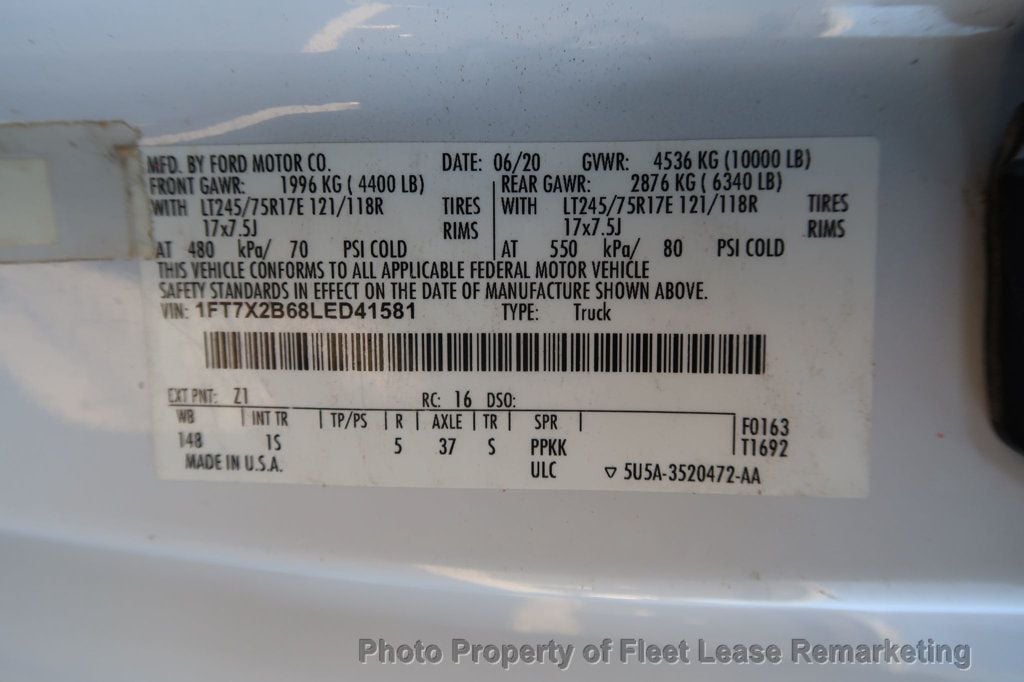 MFD. BY FORD MOTOR CO. DATE: 06/20 GVWR: 4536 KG (10000 LB)
FRONT GAWR: 1996 KG ( 4400 LB) REAR GAWR: 2876 KG ( 6340 LB)
WITH LT245/75R17E 121/118R TIRES WITH LT245/75R17E 121/118R TIRES
17x7.5J RIMS 17x7.5J RIMS
AT 480 kPa/ 70 PSI COLD AT 550 kPa/ 80 PSI COLD
THIS VEHICLE CONFORMS TO ALL APPLICABLE FEDERAL MOTOR VEHICLE
SAFETY STANDARDS IN EFFECT ON THE DATE OF MANUFACTURE SHOWN ABOVE.
VIN: 1FT7X2B68LED41581 TYPE: Truck
EXT PNT: Z1 RC: 16 DSO:
WB INT TR TP/PS R AXLE TR SPR F0163
148 1S 5 37 S PPKK T1692
MADE IN U.S.A. ULC ▽ 5U5A-3520472-AA
Photo Property of Fleet Lease Remarketing